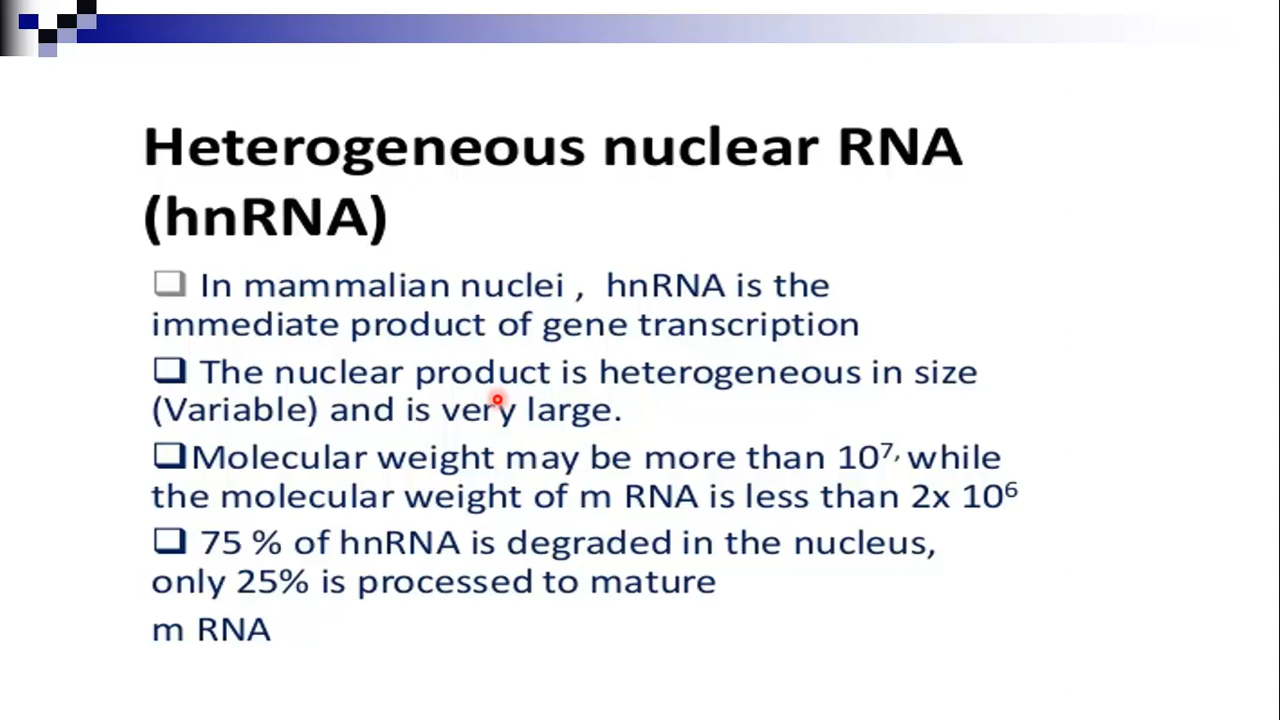 Heterogeneous nuclear RNA
(hnRNA)
❑ In mammalian nuclei , hnRNA is the
immediate product of gene transcription
❑ The nuclear product is heterogeneous in size
(Variable) and is very large.
❑Molecular weight may be more than 10⁷, while
the molecular weight of m RNA is less than 2x 10⁶
❑ 75 % of hnRNA is degraded in the nucleus,
only 25% is processed to mature
m RNA